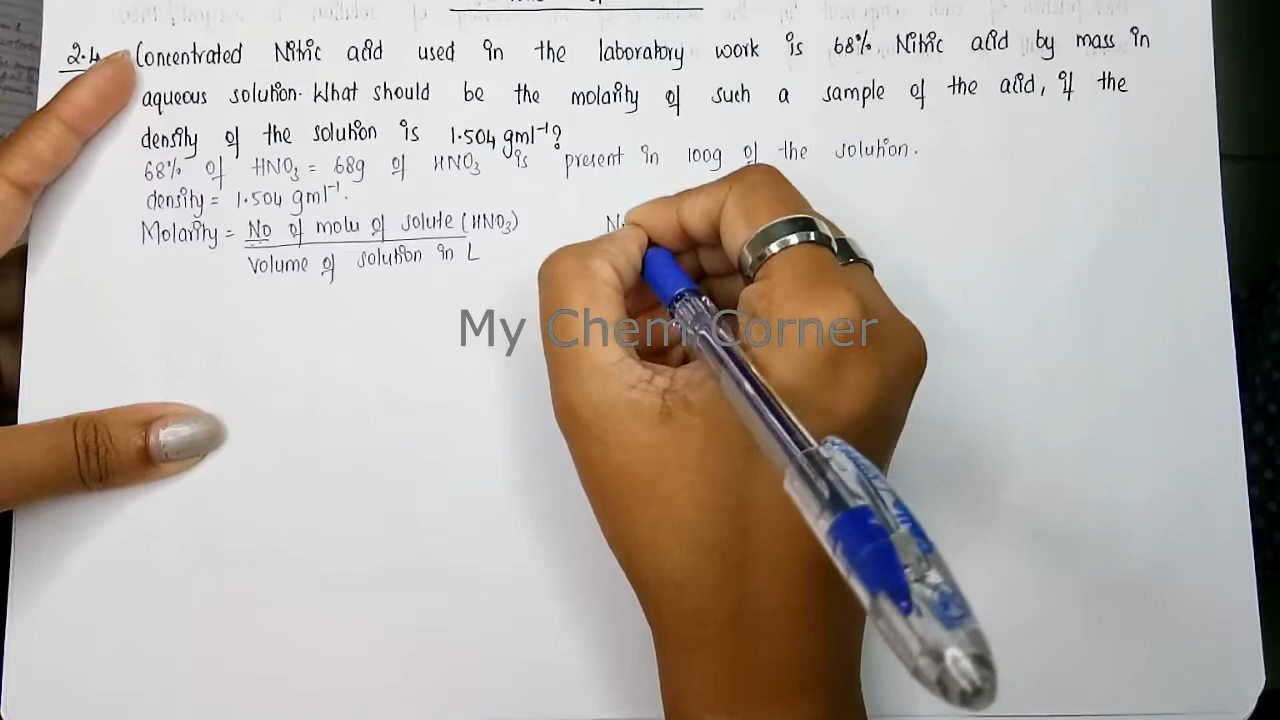 2.4 Concentrated Nitric acid used in the laboratory work is 68% Nitric acid by mass in
aqueous solution. What should be the molarity of such a sample of the acid, if the
density of the solution is 1.504 gml⁻¹?
68% of HNO₃ = 68g of HNO₃ is present in 100g of the solution.
density = 1.504 gml⁻¹.
Molarity = No of moles of solute (HNO₃)
Volume of solution in L
My Chem Corner